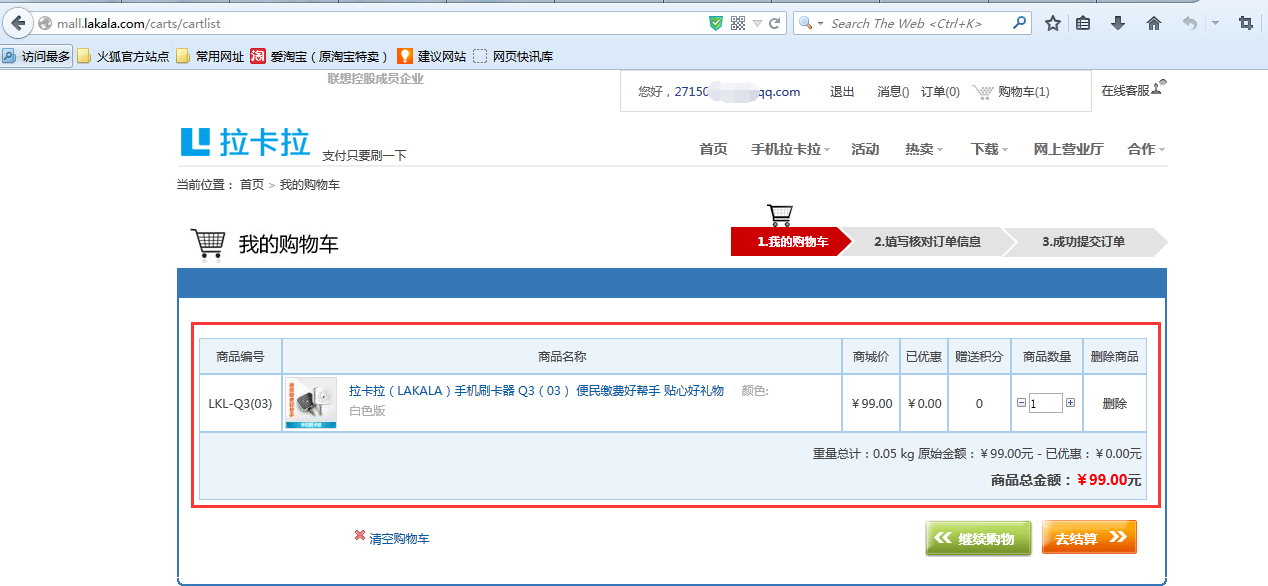 mall.lakala.com/carts/cartlist
Search The Web <Ctrl+K>
访问最多 火狐官方站点 常用网址 淘 爱淘宝（原淘宝特卖） 建议网站 网页快讯库
联想控股成员企业
您好，27150 qq.com 退出 消息() 订单(0) 购物车(1) 在线客服
拉卡拉 支付只要刷一下
首页 手机拉卡拉 活动 热卖 下载 网上营业厅 合作
当前位置： 首页 > 我的购物车
我的购物车
1.我的购物车 2.填写核对订单信息 3.成功提交订单
商品编号 商品名称 商城价 已优惠 赠送积分 商品数量 删除商品
LKL-Q3(03) 拉卡拉（LAKALA）手机刷卡器 Q3（03） 便民缴费好帮手 贴心好礼物 颜色:
白色版
￥99.00 ￥0.00 0 1 删除
重量总计：0.05 kg 原始金额：￥99.00元 - 已优惠：￥0.00元
商品总金额：￥99.00元
清空购物车 继续购物 去结算